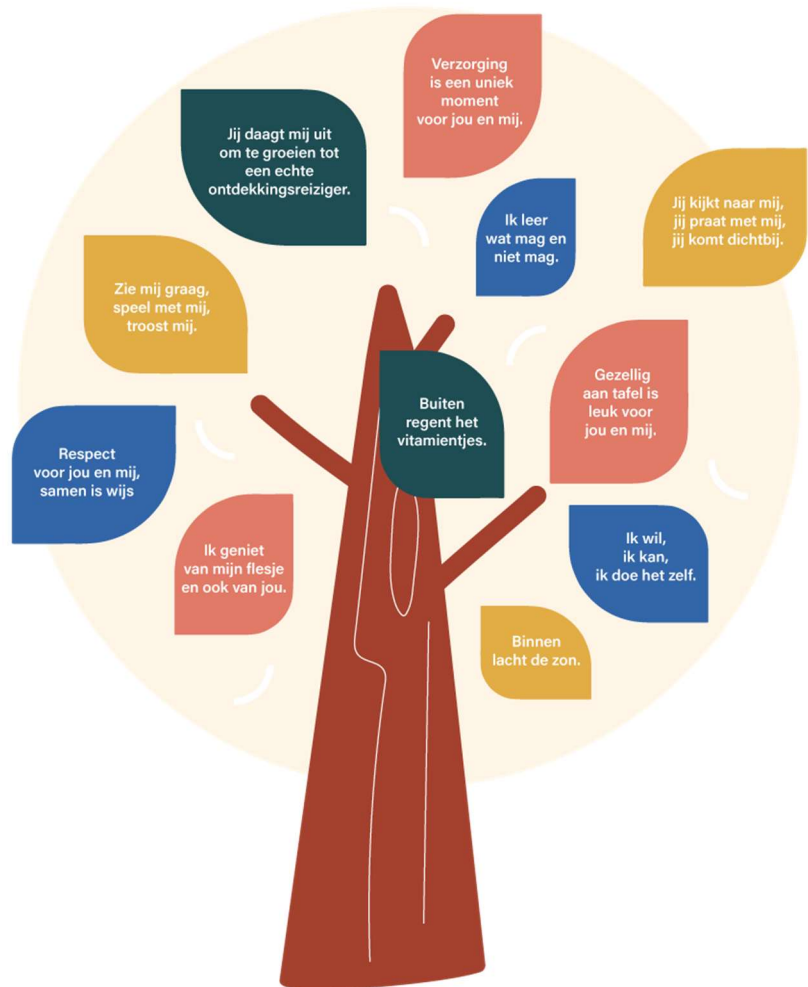 Verzorging
is een uniek
moment
voor jou en mij.
Jij daagt mij uit
om te groeien tot
een echte
ontdekkingsreiziger.
Ik leer
wat mag en
niet mag.
Jij kijkt naar mij,
jij praat met mij,
jij komt dichtbij.
Zie mij graag,
speel met mij,
troost mij.
Buiten
regent het
vitamientjes.
Gezellig
aan tafel is
leuk voor
jou en mij.
Respect
voor jou en mij,
samen is wijs
Ik geniet
van mijn flesje
en ook van jou.
Ik wil,
ik kan,
ik doe het zelf.
Binnen
lacht de zon.